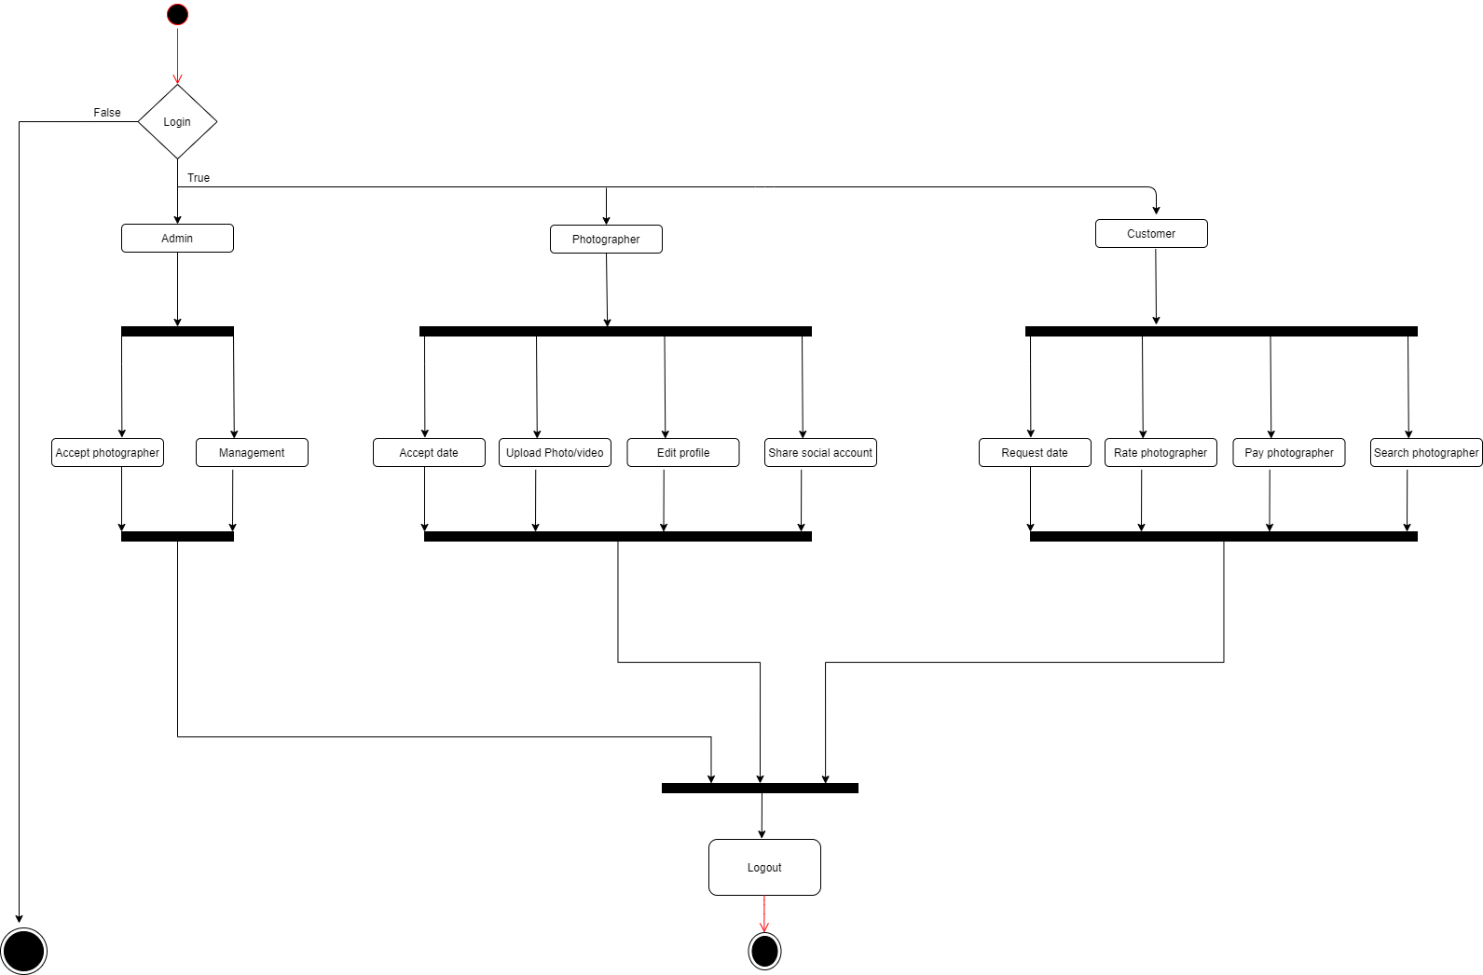 False
Login
True
Admin
Photographer
Customer
Accept photographer
Management
Accept date
Upload Photo/video
Edit profile
Share social account
Request date
Rate photographer
Pay photographer
Search photographer
Logout